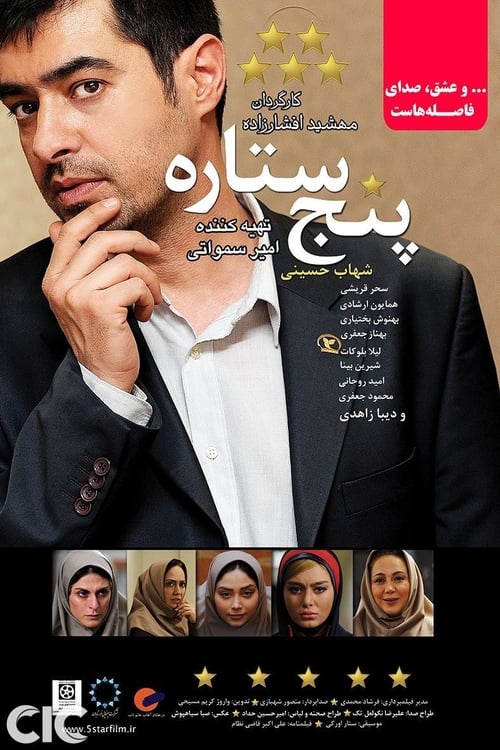 ... و عشق، صدای
فاصله‌هاست
کارگردان
مهشید افشارزاده
پنج ستاره
تهیه کننده
امیر سمواتی
شهاب حسینی
سحر قریشی
همایون ارشادی
بهنوش بختیاری
بهناز جعفری
لیلا بلوکات
شیرین بینا
امید روحانی
محمود جعفری
و دیبا زاهدی
مدیر فیلمبرداری: فرشاد محمدی تدوین: واروژ کریم مسیحی
صدابردار: منصور شهبازی
طراح صدا: علیرضا نکولعل تک طراح صحنه و لباس: امیرحسین حداد عکس: صبا سیاهپوش
موسیقی: ستار اورکی فیلمنامه: علی اکبر قاضی نظام
www.5starfilm.ir
CIC